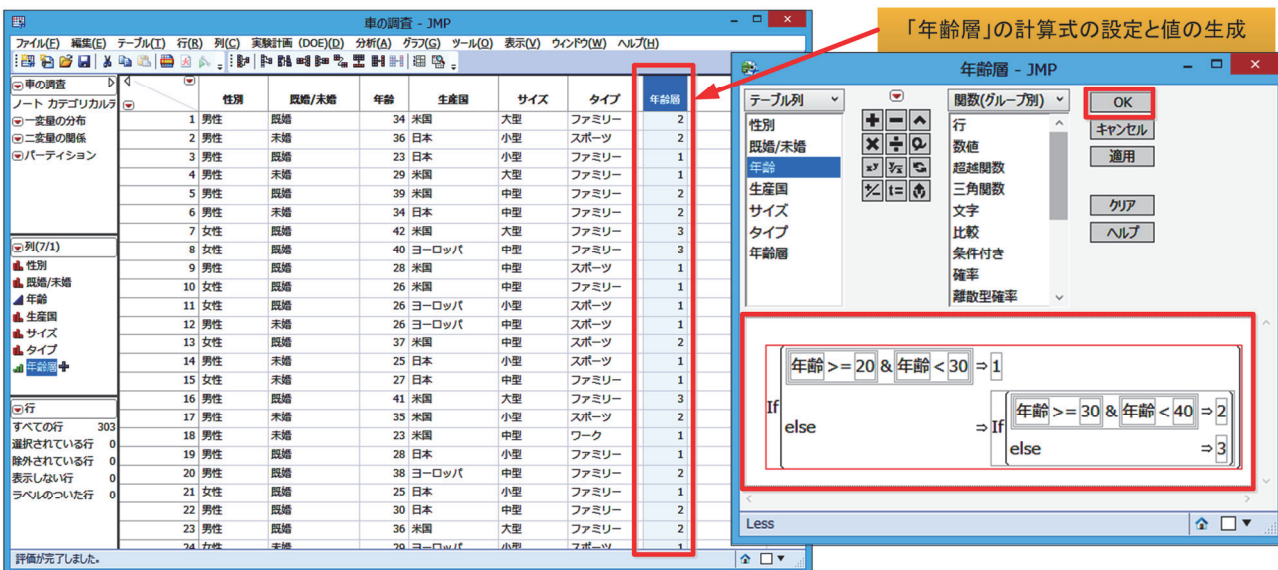 車の調査 - JMP
ファイル(F) 編集(E) テーブル(T) 行(R) 列(C) 実験計画 (DOE)(D) 分析(A) グラフ(G) ツール(O) 表示(V) ウィンドウ(W) ヘルプ(H)
車の調査
ノート カテゴリカルデ
一変量の分布
二変量の関係
パーティション
列(7/1)
性別
既婚/未婚
年齢
生産国
サイズ
タイプ
年齢層
行
すべての行 303
選択されている行 0
除外されている行 0
表示しない行 0
ラベルのついた行 0
性別 既婚/未婚 年齢 生産国 サイズ タイプ 年齢層
1 男性 既婚 34 米国 大型 ファミリー 2
2 男性 未婚 36 日本 小型 スポーツ 2
3 男性 既婚 23 日本 小型 ファミリー 1
4 男性 未婚 29 米国 大型 ファミリー 1
5 男性 既婚 39 米国 中型 ファミリー 2
6 男性 未婚 34 日本 中型 ファミリー 2
7 女性 既婚 42 米国 大型 ファミリー 3
8 女性 既婚 40 ヨーロッパ 中型 ファミリー 3
9 男性 既婚 28 米国 中型 スポーツ 1
10 女性 既婚 26 米国 中型 スポーツ 1
11 女性 既婚 26 ヨーロッパ 小型 スポーツ 1
12 男性 未婚 26 ヨーロッパ 中型 スポーツ 1
13 女性 既婚 37 米国 中型 スポーツ 2
14 男性 未婚 25 日本 小型 スポーツ 1
15 女性 未婚 27 日本 中型 ファミリー 1
16 男性 既婚 41 米国 大型 ファミリー 3
17 男性 未婚 35 米国 小型 スポーツ 2
18 男性 未婚 23 米国 中型 ワーク 1
19 男性 既婚 28 日本 小型 ファミリー 1
20 男性 既婚 38 ヨーロッパ 中型 ファミリー 2
21 女性 既婚 25 日本 小型 ファミリー 1
22 男性 既婚 30 日本 中型 ファミリー 2
23 男性 既婚 36 米国 大型 ファミリー 2
24 女性 未婚 29 ヨーロッパ 小型 スポーツ 1
評価が完了しました。
「年齢層」の計算式の設定と値の生成
年齢層 - JMP
テーブル列
性別
既婚/未婚
年齢
生産国
サイズ
タイプ
年齢層
関数(グループ別)
行
数値
超越関数
三角関数
文字
比較
条件付き
確率
離散型確率
OK
キャンセル
適用
クリア
ヘルプ
If 年齢 >= 20 & 年齢 < 30 ⇒ 1
else ⇒ If 年齢 >= 30 & 年齢 < 40 ⇒ 2
else ⇒ 3
Less